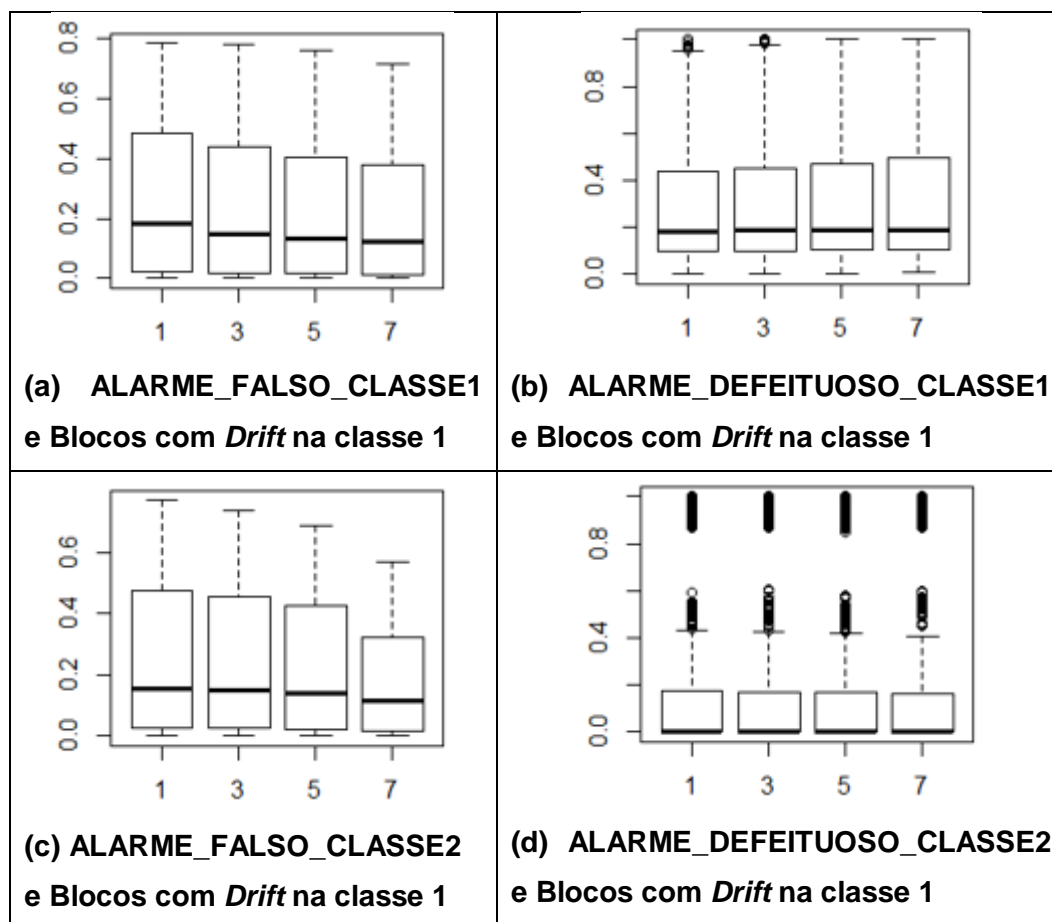 0.0 0.2 0.4 0.6 0.8
1 3 5 7
(a) ALARME_FALSO_CLASSE1
e Blocos com Drift na classe 1
0.0 0.4 0.8
1 3 5 7
(b) ALARME_DEFEITUOSO_CLASSE1
e Blocos com Drift na classe 1
0.0 0.2 0.4 0.6
1 3 5 7
(c) ALARME_FALSO_CLASSE2
e Blocos com Drift na classe 1
0.0 0.4 0.8
1 3 5 7
(d) ALARME_DEFEITUOSO_CLASSE2
e Blocos com Drift na classe 1